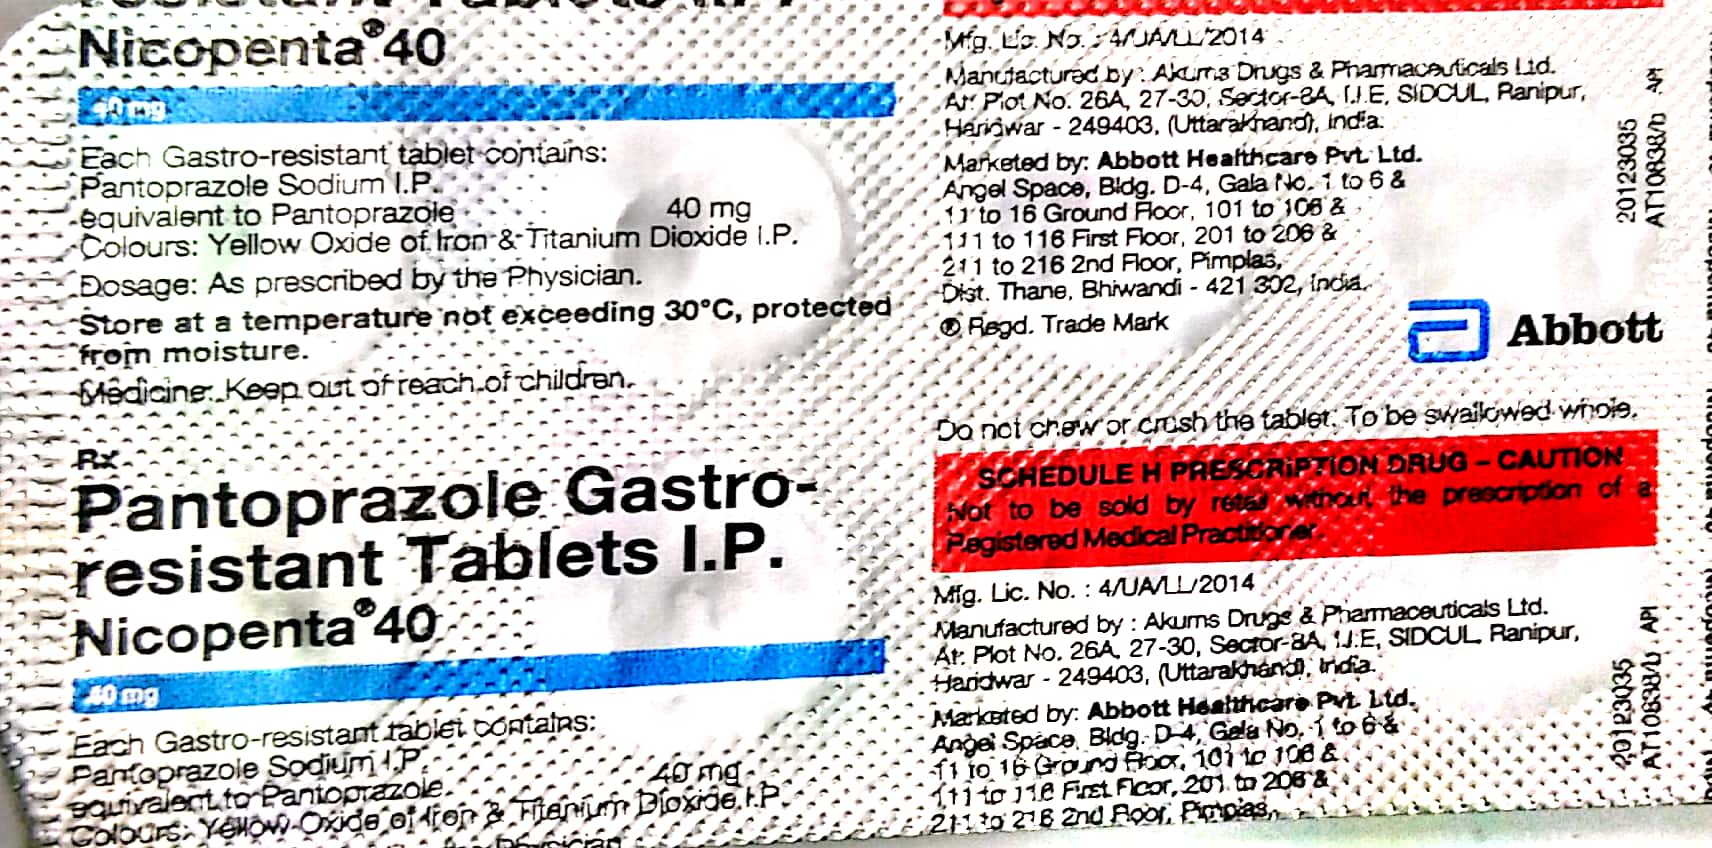 Nicopenta®40
40 mg
Each Gastro-resistant tablet contains:
Pantoprazole Sodium I.P.
equivalent to Pantoprazole 40 mg
Colours: Yellow Oxide of Iron & Titanium Dioxide I.P.
Dosage: As prescribed by the Physician.
Store at a temperature not exceeding 30°C, protected
from moisture.
Medicine: Keep out of reach of children.
Rx
Pantoprazole Gastro-
resistant Tablets I.P.
Nicopenta®40
40 mg
Each Gastro-resistant tablet contains:
Pantoprazole Sodium I.P.
equivalent to Pantoprazole 40 mg
Colours: Yellow Oxide of Iron & Titanium Dioxide I.P.
Physician
Mfg. Lic. No. : 4/UA/LL/2014
Manufactured by : Akums Drugs & Pharmaceuticals Ltd.
At: Plot No. 26A, 27-30, Sector-8A, I.I.E, SIDCUL, Ranipur,
Haridwar - 249403, (Uttarakhand), India.
Marketed by: Abbott Healthcare Pvt. Ltd.
Angel Space, Bldg. D-4, Gala No. 1 to 6 &
11 to 16 Ground Floor, 101 to 106 &
111 to 116 First Floor, 201 to 206 &
211 to 216 2nd Floor, Pimplas,
Dist. Thane, Bhiwandi - 421 302, India.
® Regd. Trade Mark
Abbott
20123035
API
Do not chew or crush the tablet. To be swallowed whole.
SCHEDULE H PRESCRIPTION DRUG – CAUTION
Not to be sold by retail without the prescription of a
Registered Medical Practitioner.
Mfg. Lic. No. : 4/UA/LL/2014
Manufactured by : Akums Drugs & Pharmaceuticals Ltd.
At: Plot No. 26A, 27-30, Sector-8A, I.I.E, SIDCUL, Ranipur,
Haridwar - 249403, (Uttarakhand), India.
Marketed by: Abbott Healthcare Pvt. Ltd.
Angel Space, Bldg. D-4, Gala No. 1 to 6 &
11 to 16 Ground Floor, 101 to 106 &
111 to 116 First Floor, 201 to 206 &
211 to 216 2nd Floor, Pimplas,
20123035
API